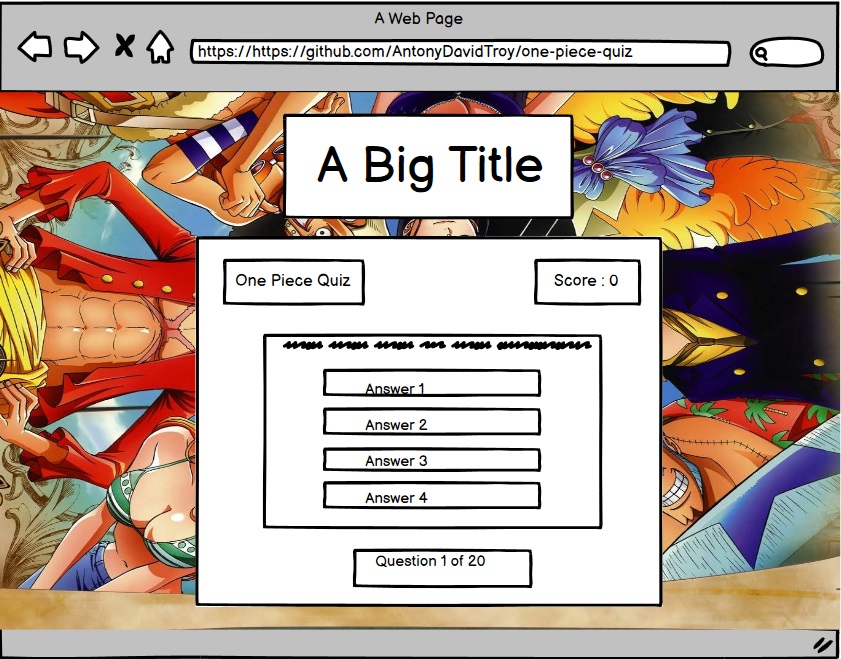 A Web Page
https://https://github.com/AntonyDavidTroy/one-piece-quiz
A Big Title
One Piece Quiz
Score : 0
Answer 1
Answer 2
Answer 3
Answer 4
Question 1 of 20